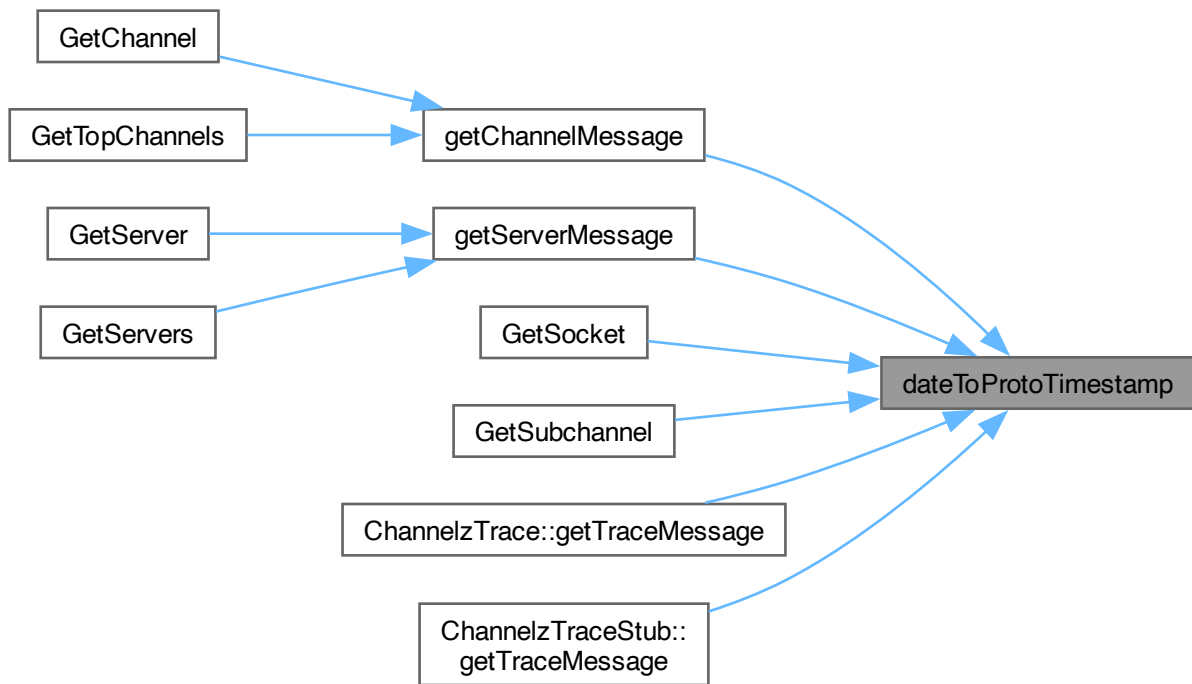 GetChannel
GetTopChannels
getChannelMessage
GetServer
getServerMessage
GetServers
GetSocket
dateToProtoTimestamp
GetSubchannel
ChannelzTrace::getTraceMessage
ChannelzTraceStub::
getTraceMessage